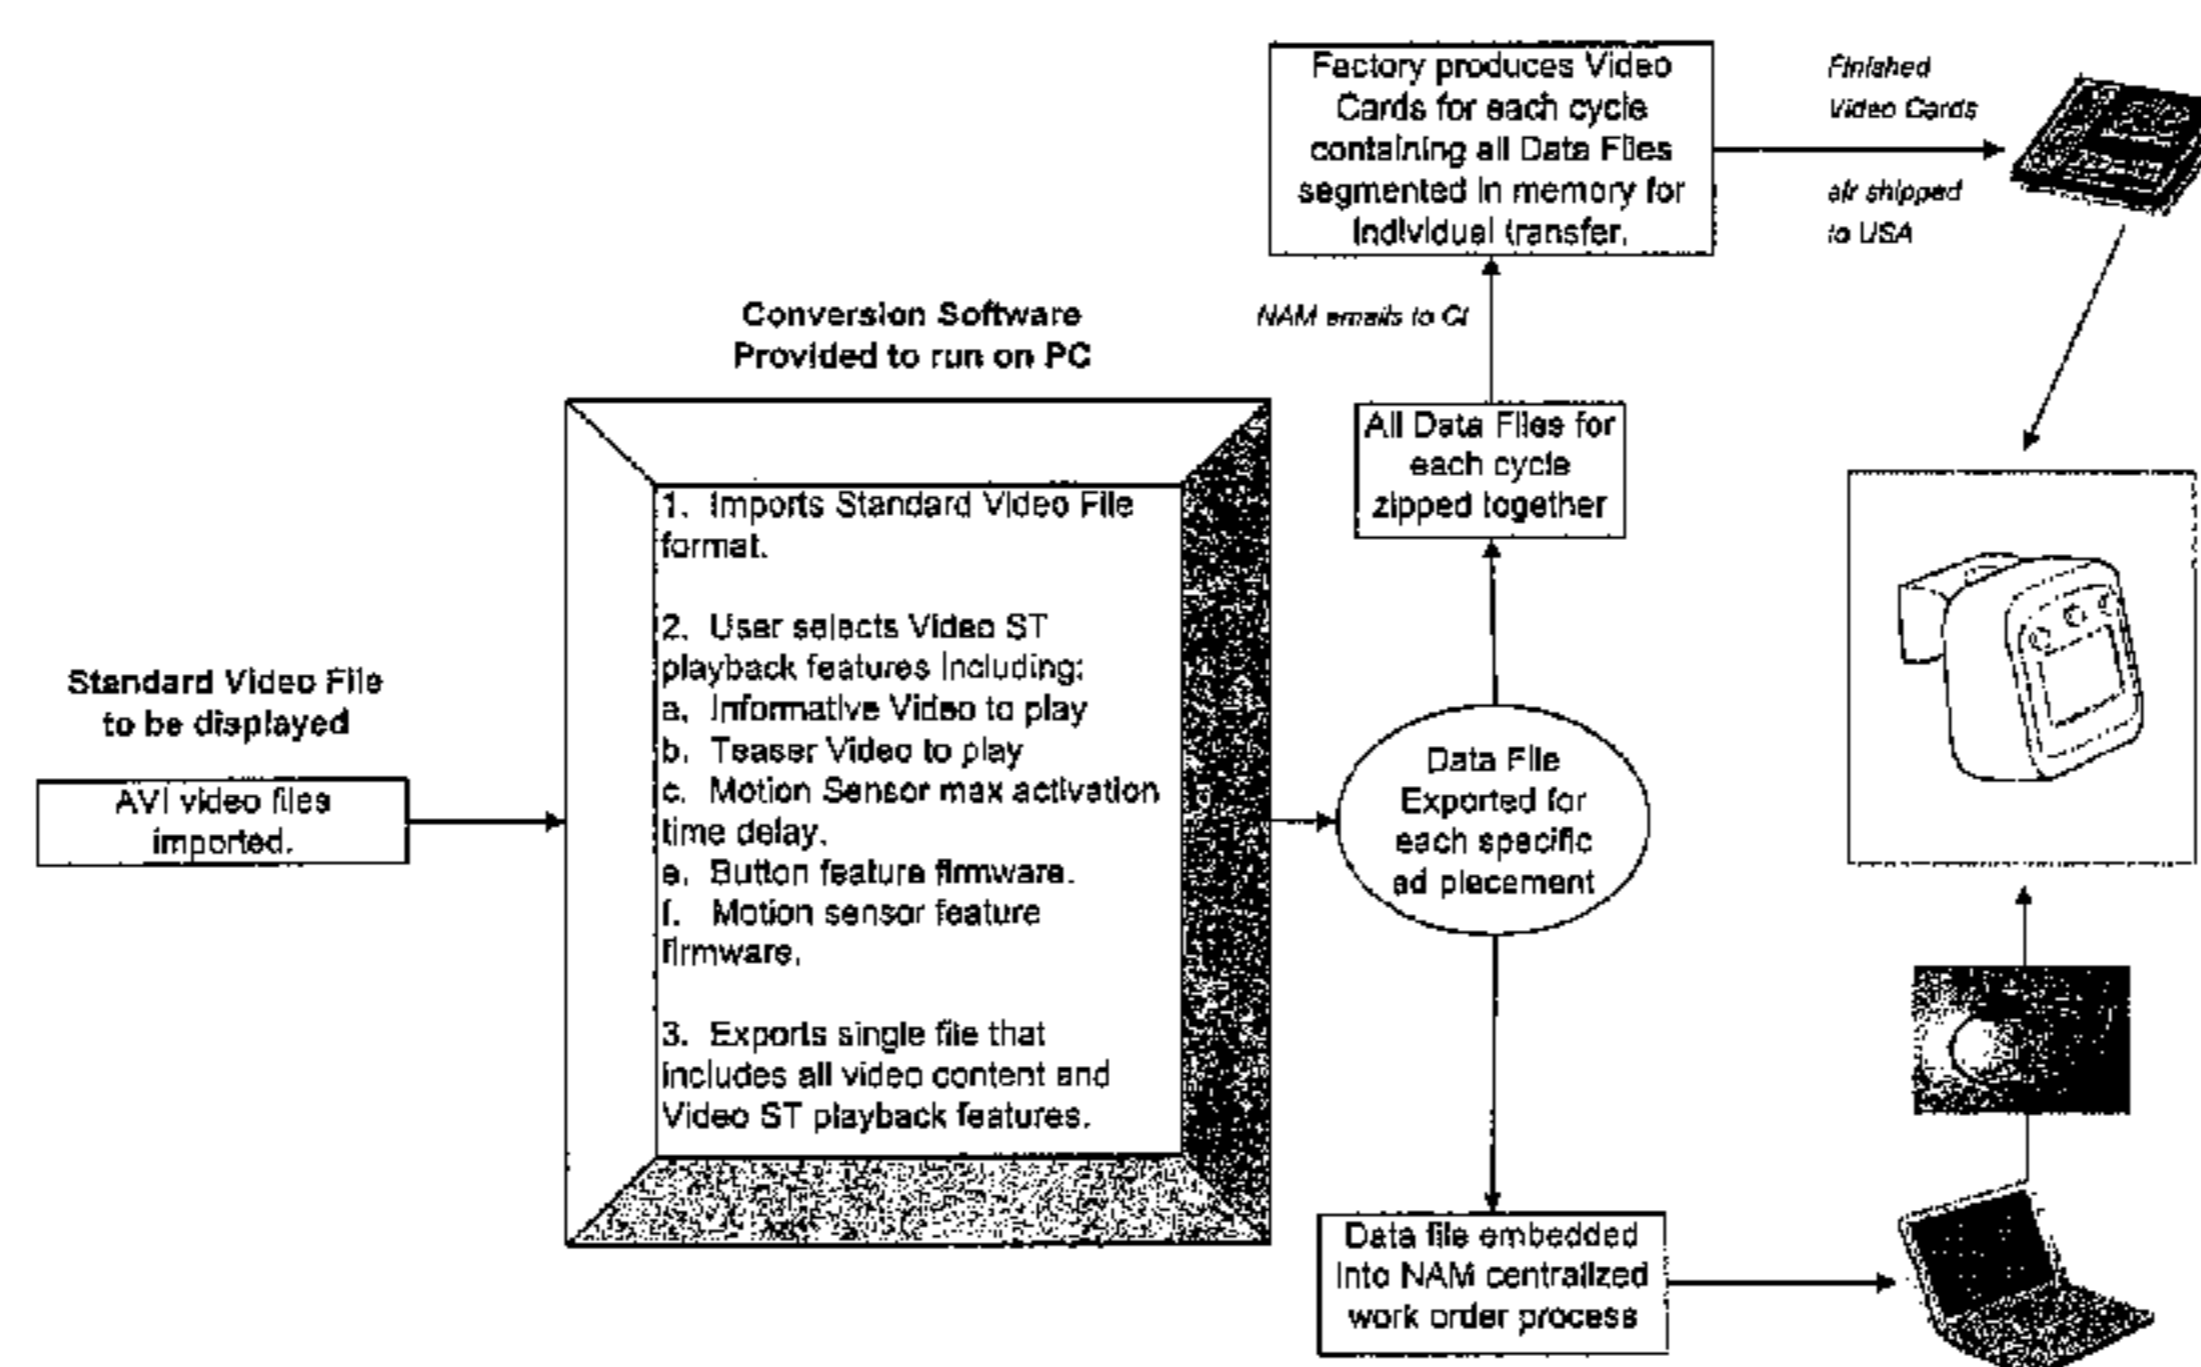 Standard Video File
to be displayed
AVI video files
imported.
Conversion Software
Provided to run on PC
1. Imports Standard Video File
format.
2. User selects Video ST
playback features including:
a. Informative Video to play
b. Teaser Video to play
c. Motion Sensor max activation
time delay.
e. Button feature firmware.
f. Motion sensor feature
firmware.
3. Exports single file that
includes all video content and
Video ST playback features.
Data File
Exported for
each specific
ad placement
All Data Files for
each cycle
zipped together
NAM emails to CI
Factory produces Video
Cards for each cycle
containing all Data Files
segmented in memory for
individual transfer.
Finished
Video Cards
air shipped
to USA
Data file embedded
into NAM centralized
work order process